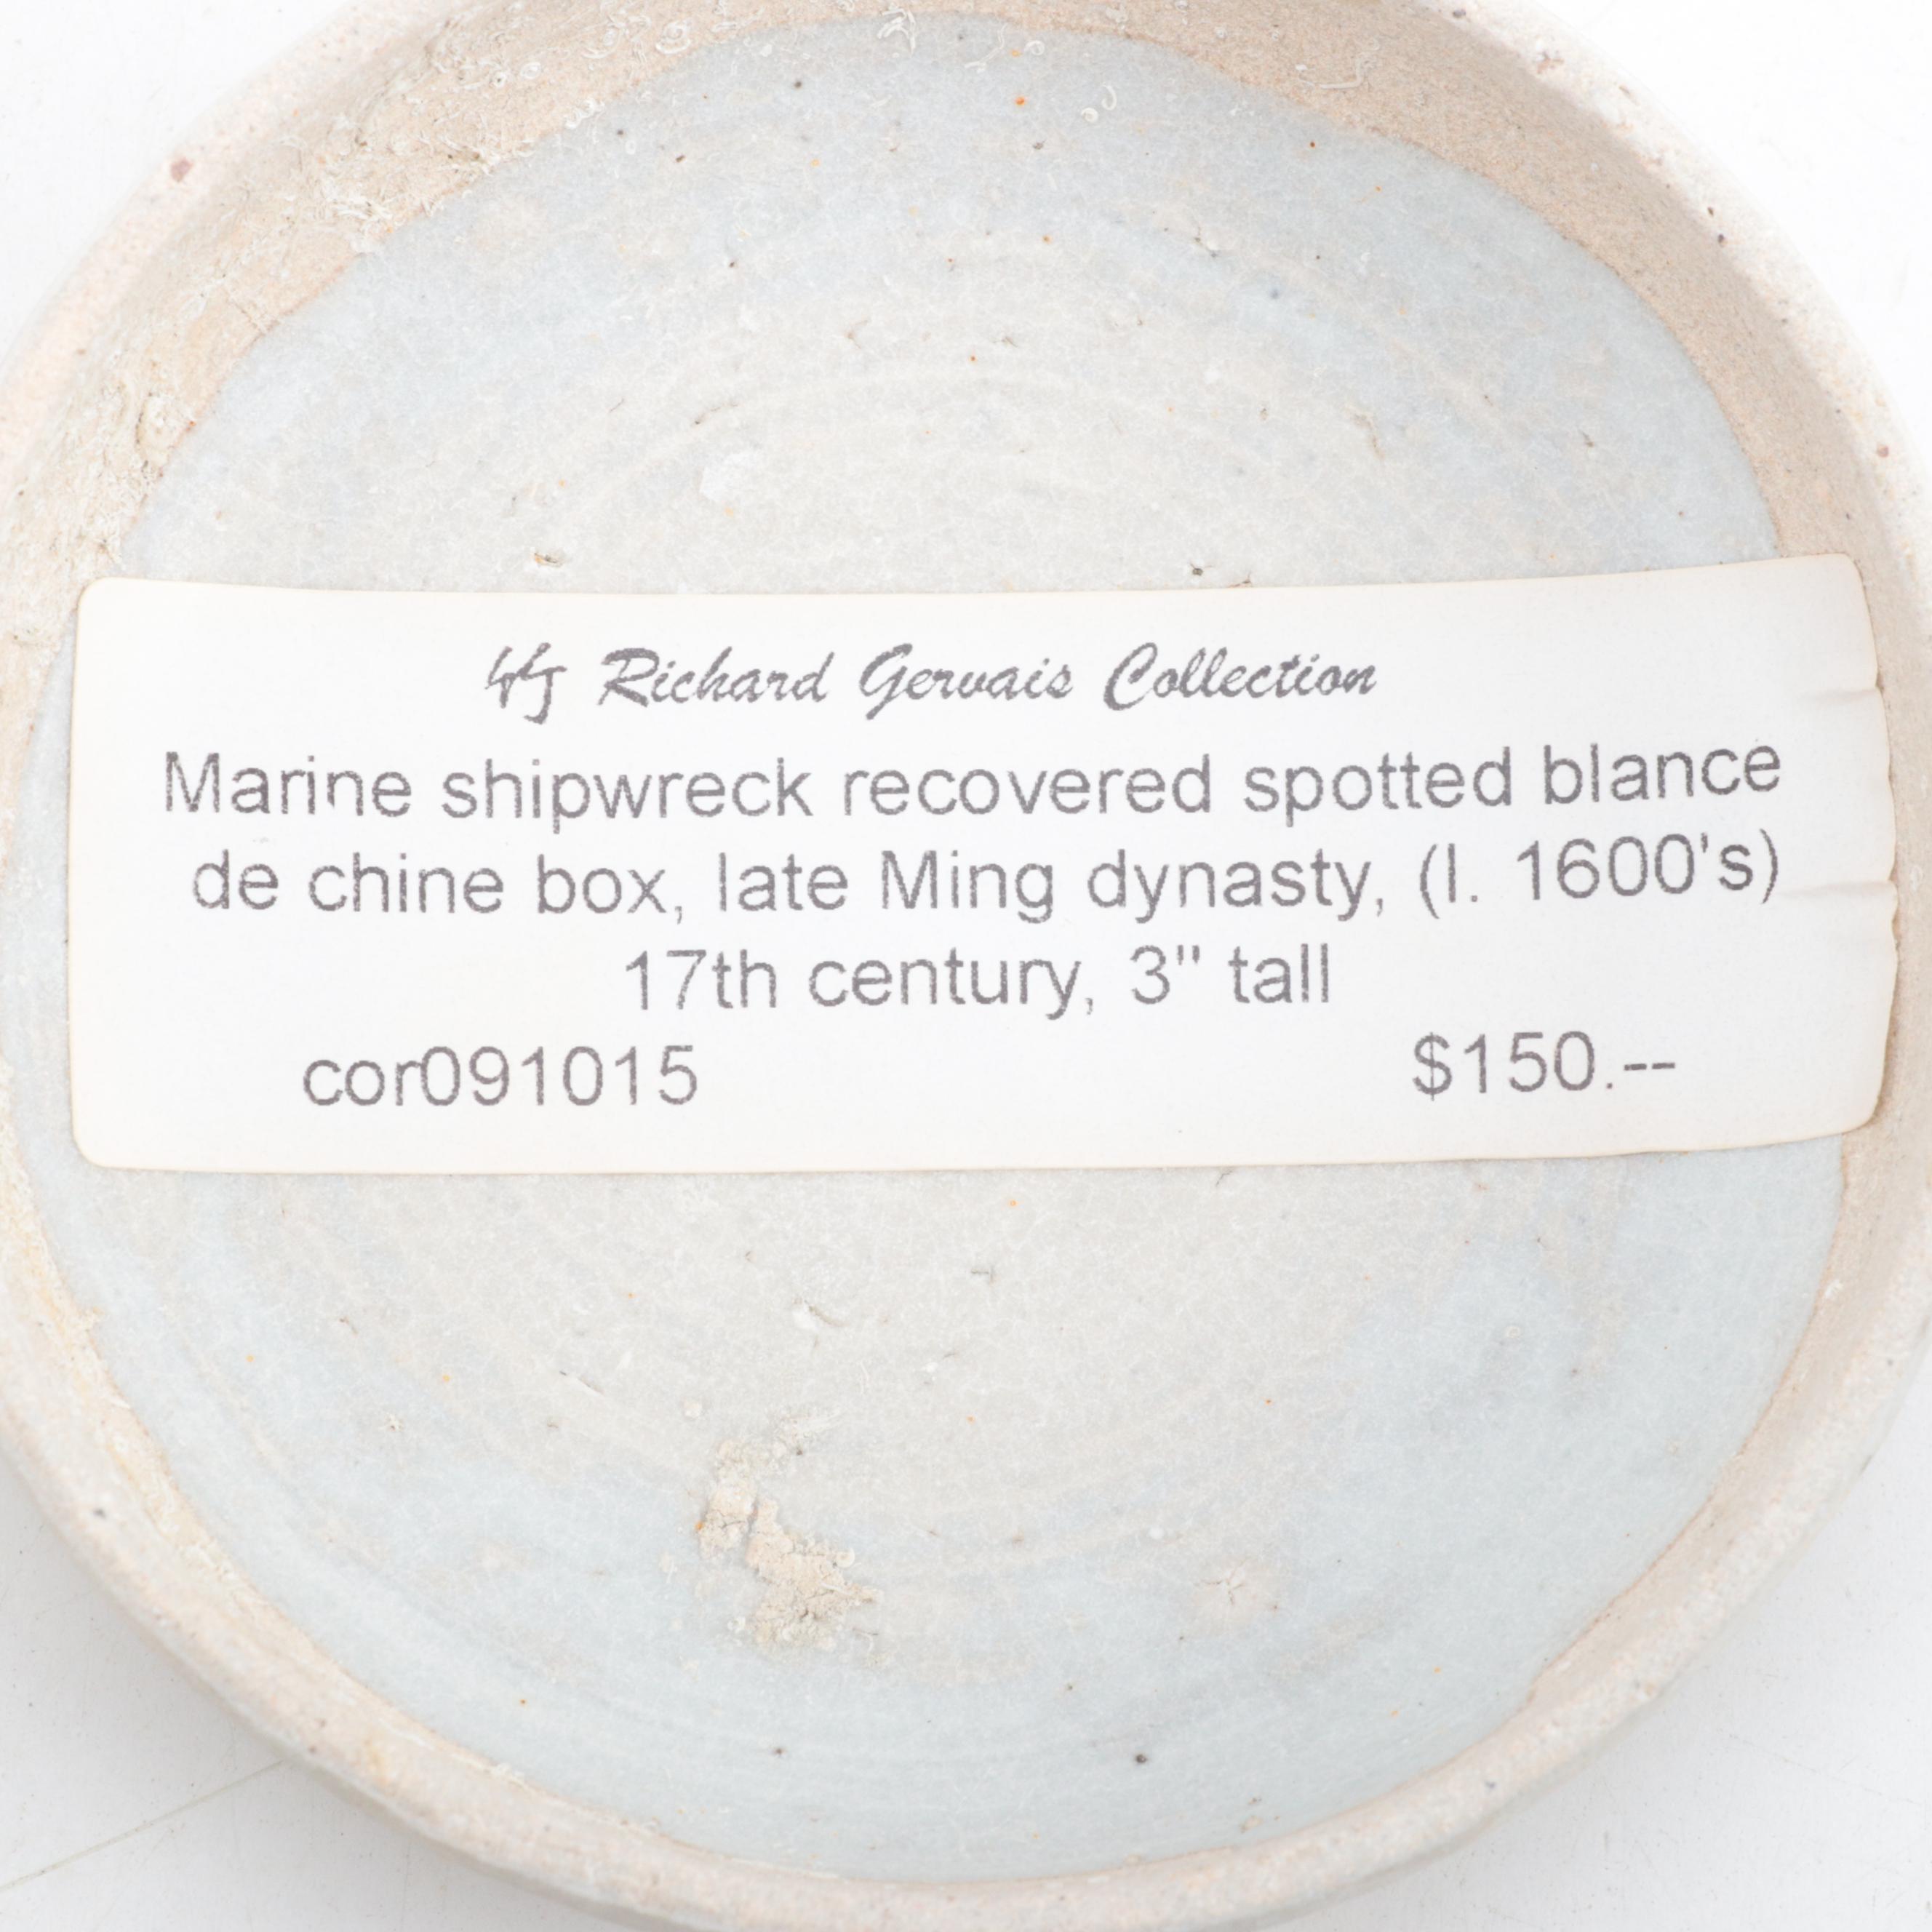 Richard Gervais Collection
Marine shipwreck recovered spotted blance
de chine box, late Ming dynasty, (l. 1600's)
17th century, 3" tall
cor091015 $150.--